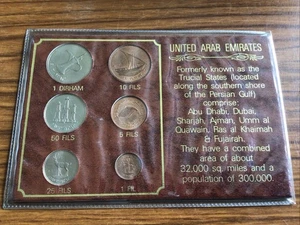 UNITED ARAB EMIRATES
Formerly known as the
Trucial States (located
along the southern shore
of the Persian Gulf)
comprise:
Abu Dhabi, Dubai,
Sharjah, Ajman, Umm al
Quawain, Ras al Khaimah
& Fujairah.
They have a combined
area of about
32,000 sq. miles and a
population of 300,000.
1 DIRHAM
10 FILS
50 FILS
5 FILS
25 FILS
1 FIL